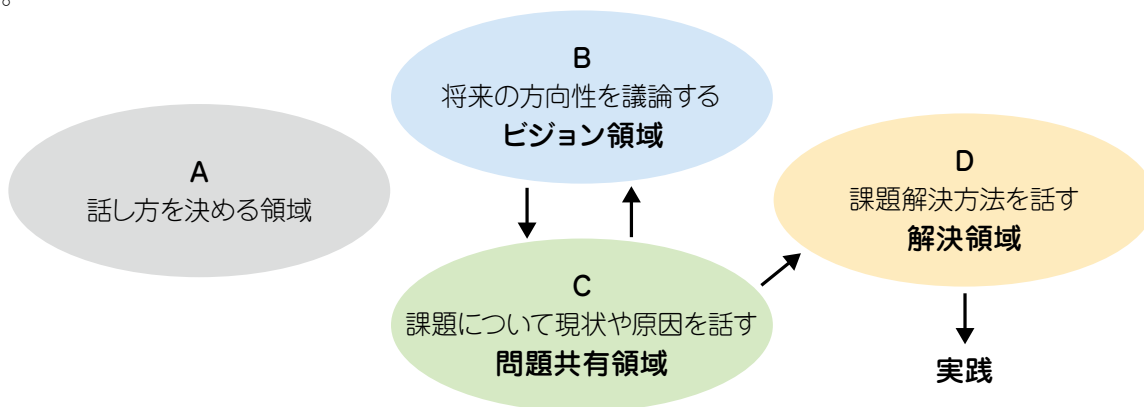 。
A
話し方を決める領域
B
将来の方向性を議論する
ビジョン領域
C
課題について現状や原因を話す
問題共有領域
D
課題解決方法を話す
解決領域
実践